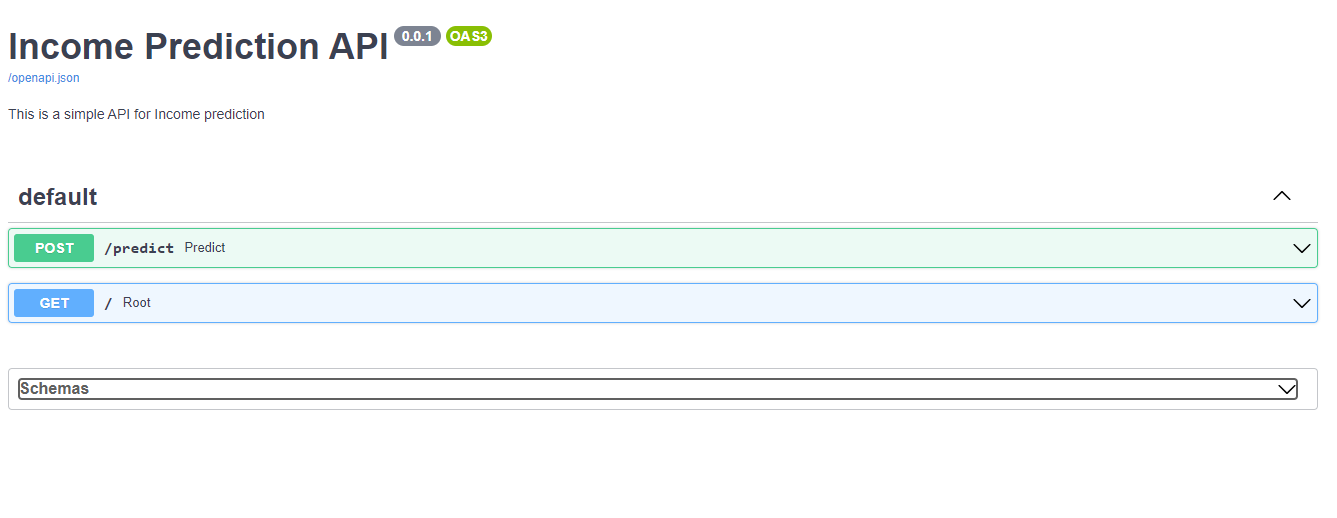 Income Prediction API 0.0.1 OAS3
/openapi.json
This is a simple API for Income prediction
default
POST /predict Predict
GET / Root
Schemas